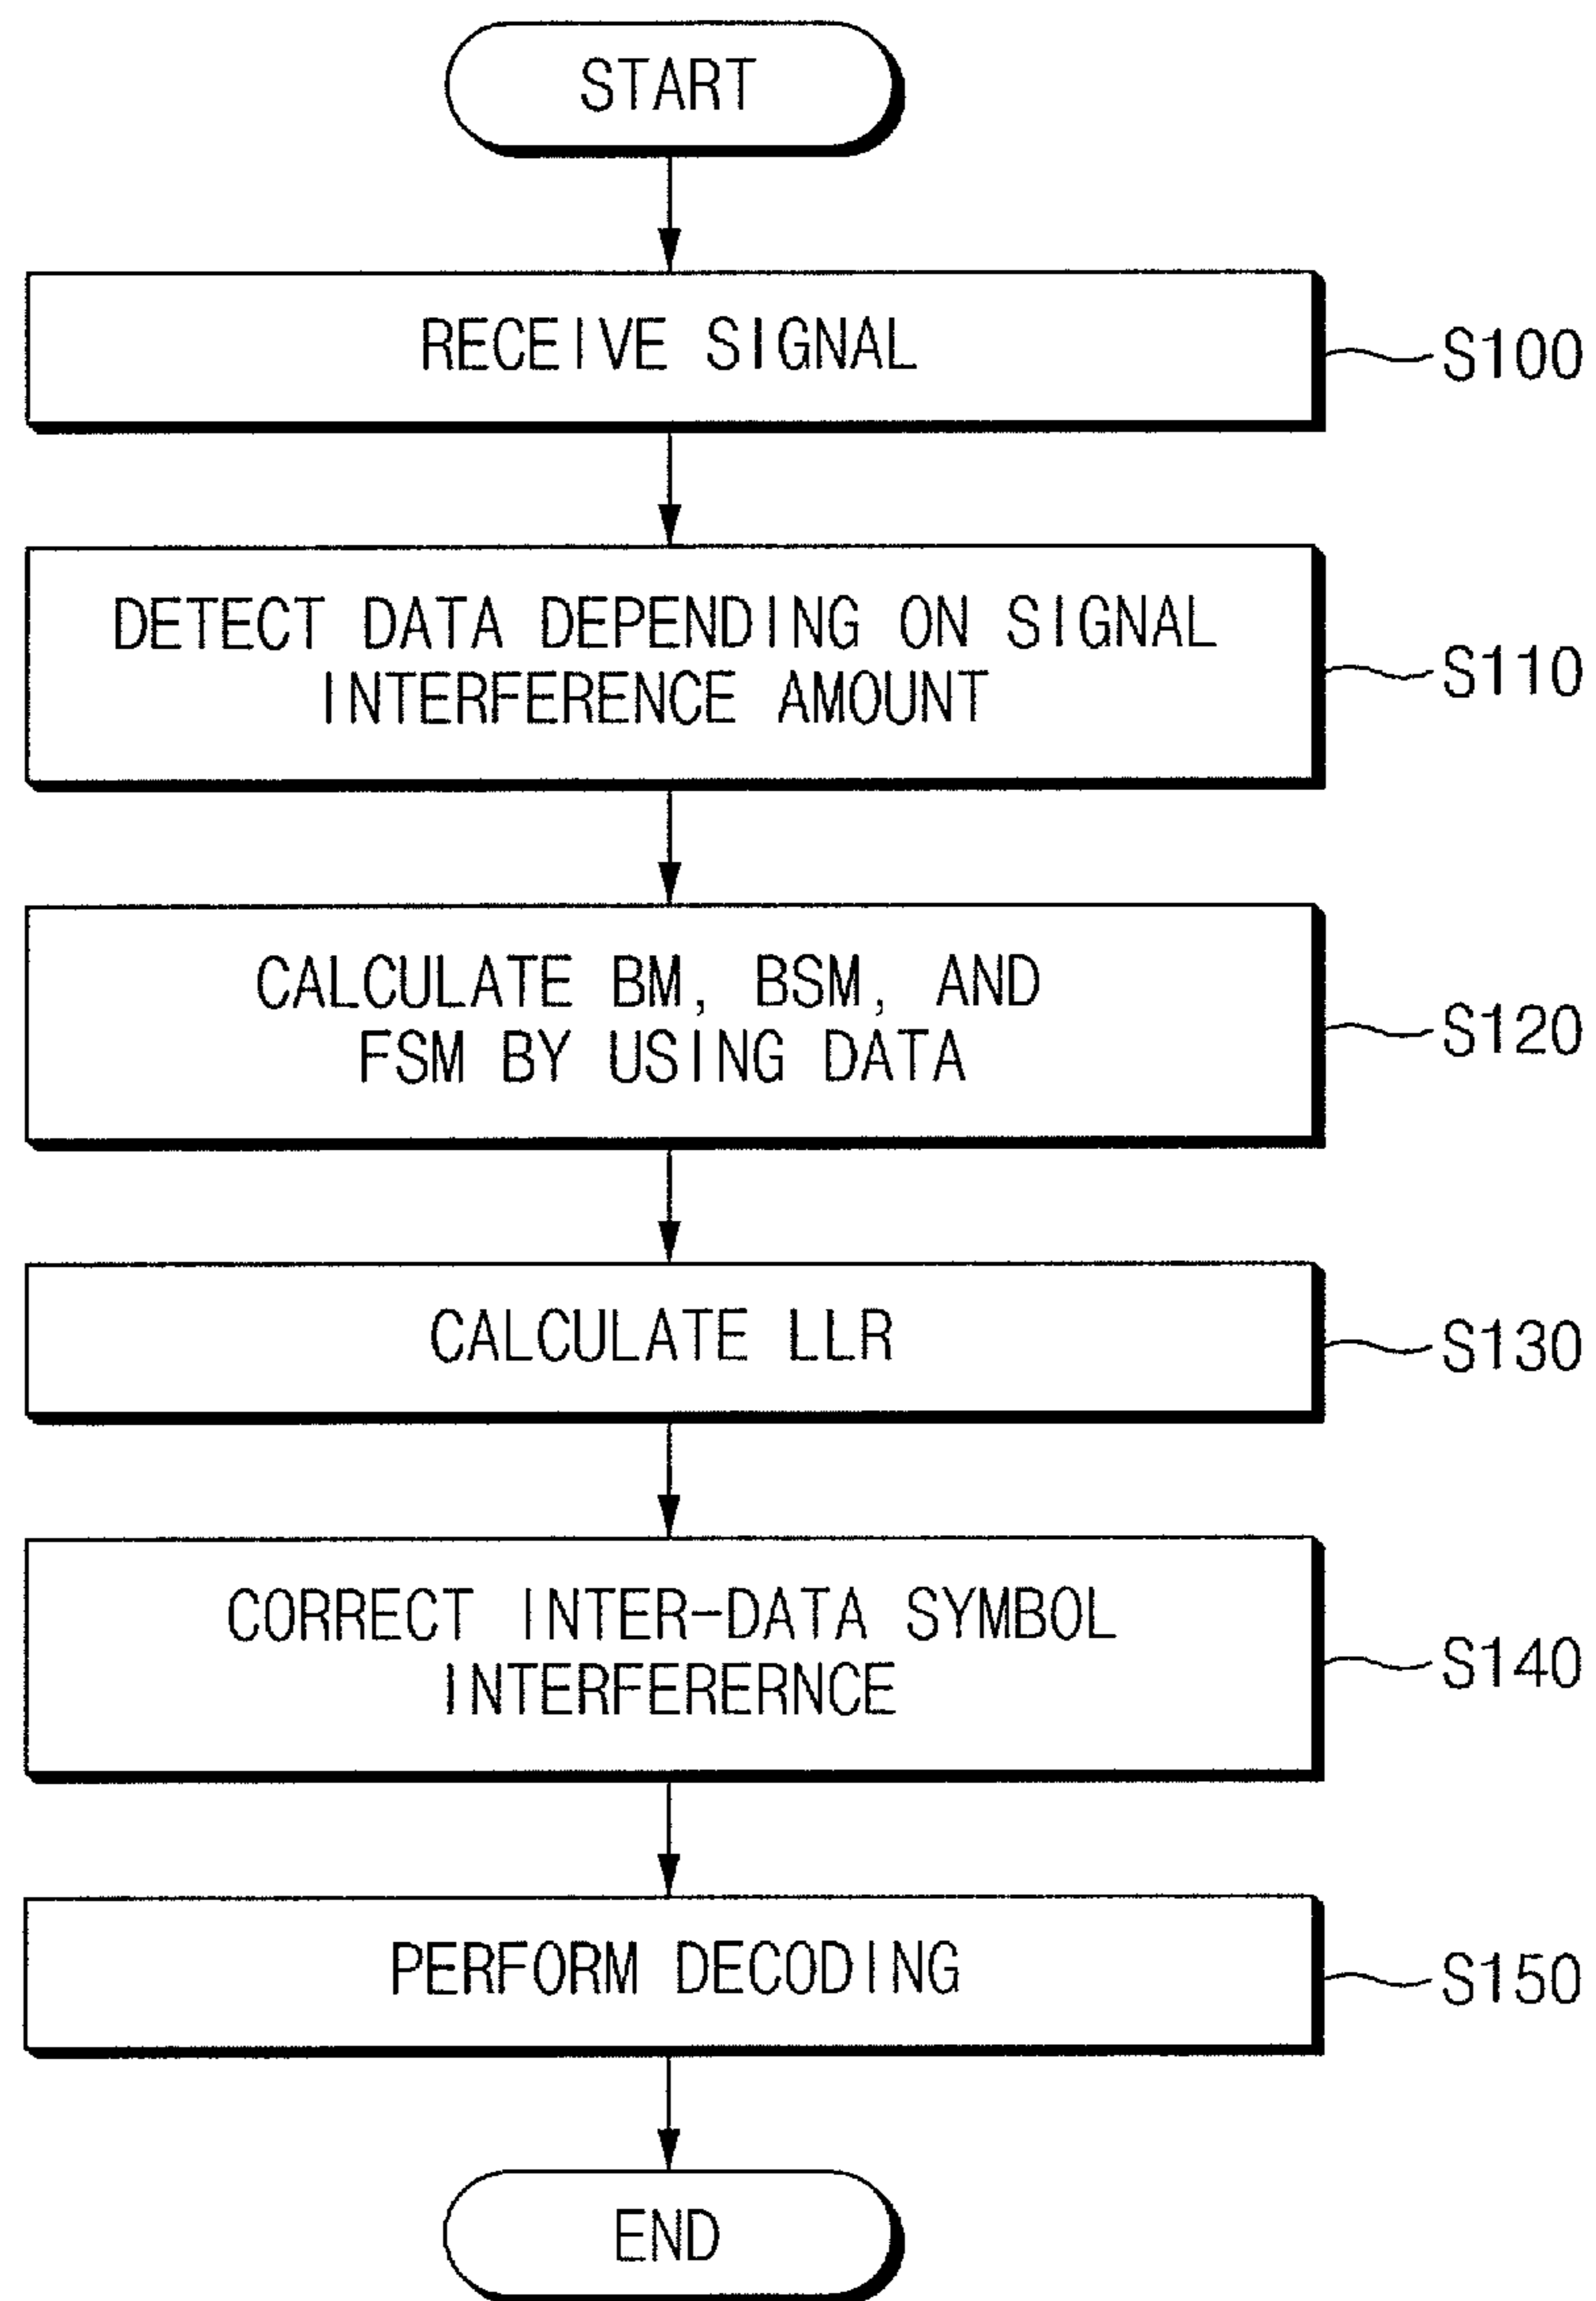 START
RECEIVE SIGNAL
S100
DETECT DATA DEPENDING ON SIGNAL
INTERFERENCE AMOUNT
S110
CALCULATE BM, BSM, AND
FSM BY USING DATA
S120
CALCULATE LLR
S130
CORRECT INTER-DATA SYMBOL
INTERFERERNCE
S140
PERFORM DECODING
S150
END